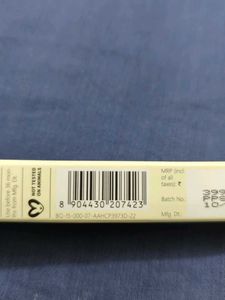 Use before 36 mon-
ths from Mfg. Dt.
NOT TESTED
ON ANIMALS
8 904430 207423
BO-15-000-07-AAHCP3973D-22
MRP (incl.
of all
taxes): ₹
Batch No.
Mfg. Dt.